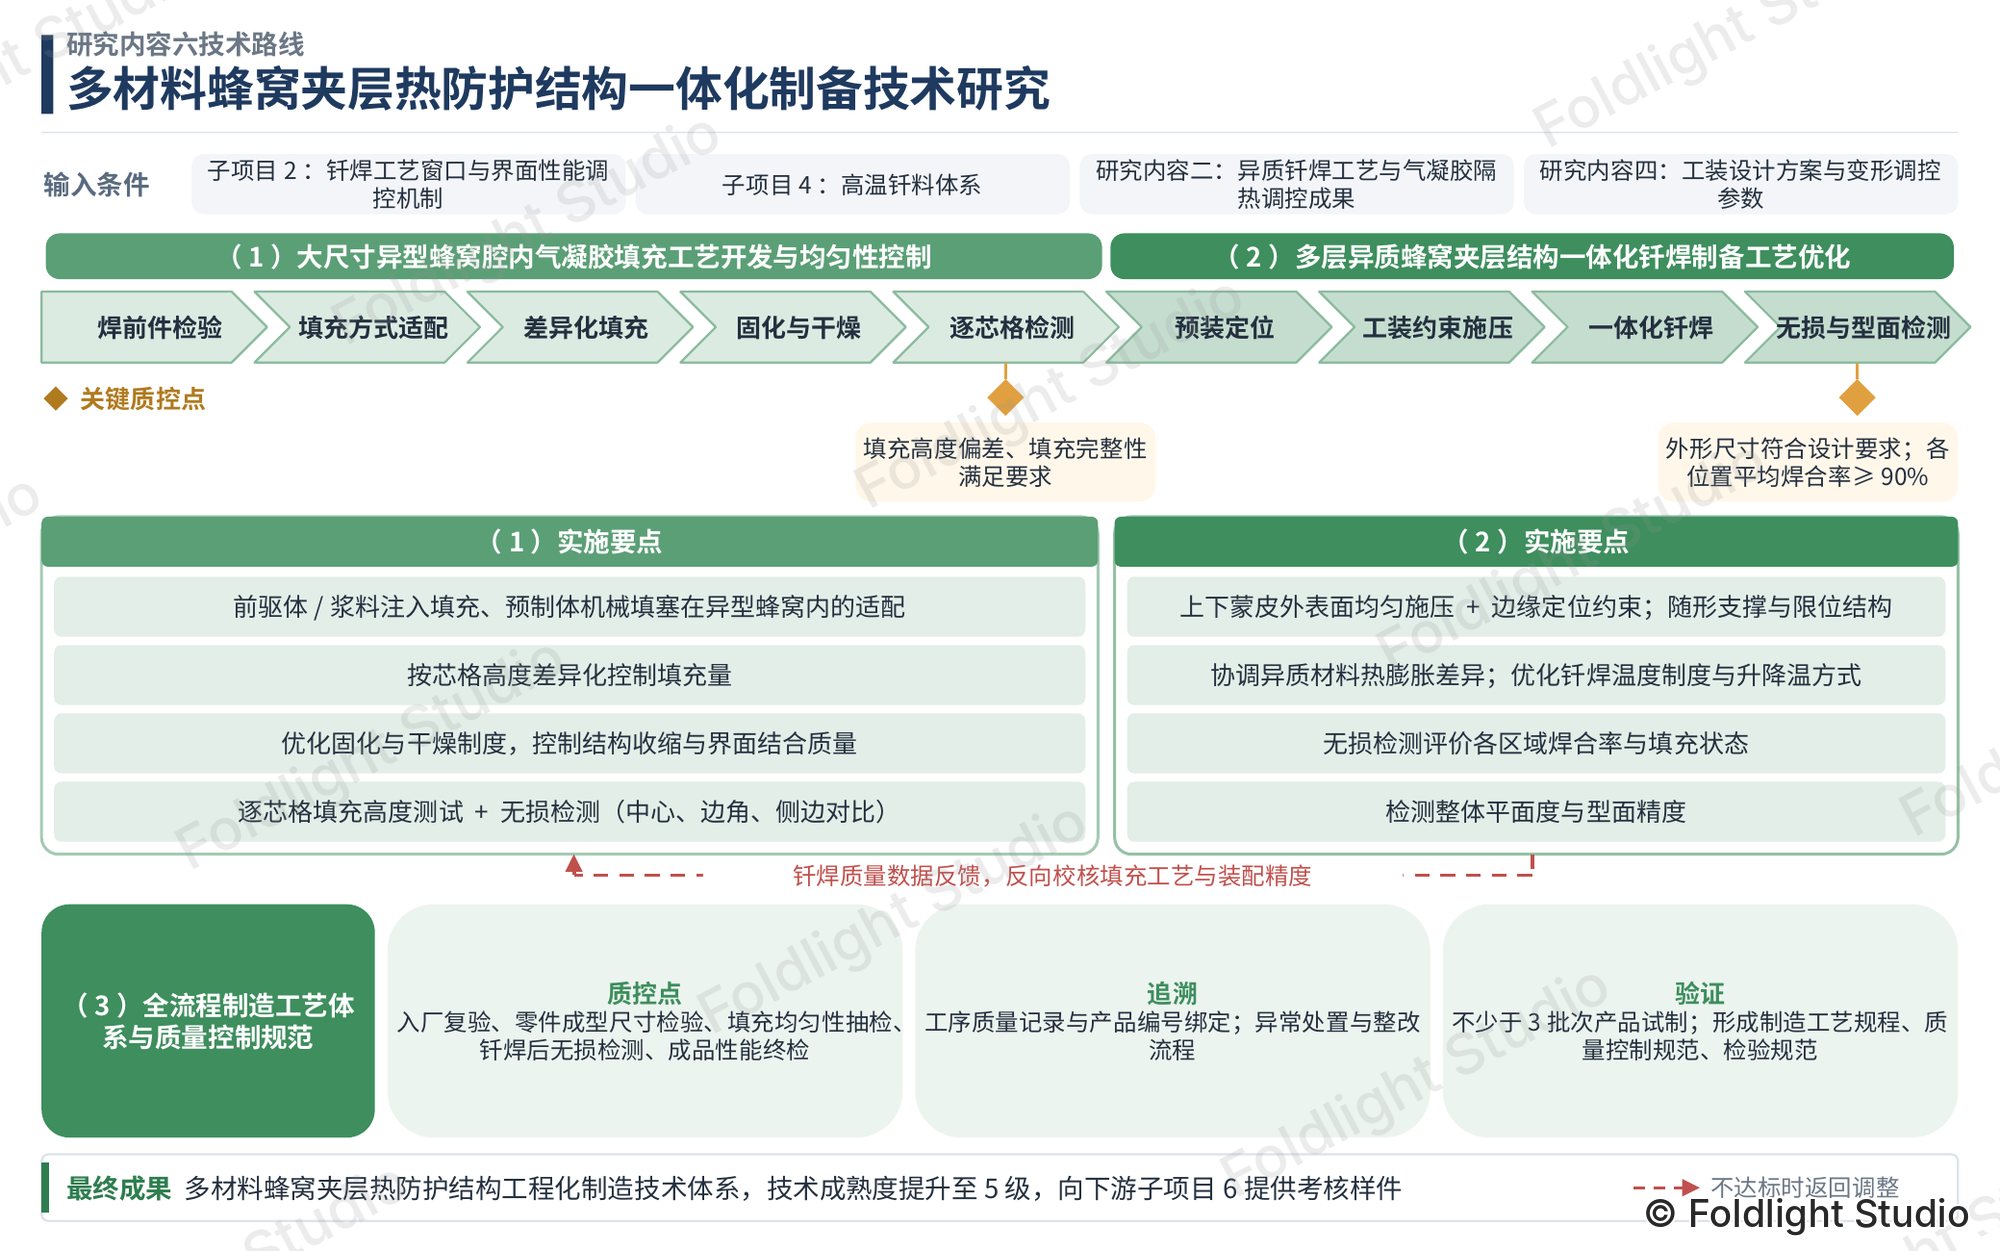 研究内容六技术路线
多材料蜂窝夹层热防护结构一体化制备技术研究
输入条件
子项目 2：钎焊工艺窗口与界面性能调
控机制
子项目 4：高温钎料体系
研究内容二：异质钎焊工艺与气凝胶隔
热调控成果
研究内容四：工装设计方案与变形调控
参数
（1）大尺寸异型蜂窝腔内气凝胶填充工艺开发与均匀性控制
（2）多层异质蜂窝夹层结构一体化钎焊制备工艺优化
焊前件检验
填充方式适配
差异化填充
固化与干燥
逐芯格检测
预装定位
工装约束施压
一体化钎焊
无损与型面检测
关键质控点
填充高度偏差、填充完整性
满足要求
外形尺寸符合设计要求；各
位置平均焊合率≥ 90%
（1）实施要点
前驱体 / 浆料注入填充、预制体机械填塞在异型蜂窝内的适配
按芯格高度差异化控制填充量
优化固化与干燥制度，控制结构收缩与界面结合质量
逐芯格填充高度测试 + 无损检测（中心、边角、侧边对比）
（2）实施要点
上下蒙皮外表面均匀施压 + 边缘定位约束；随形支撑与限位结构
协调异质材料热膨胀差异；优化钎焊温度制度与升降温方式
无损检测评价各区域焊合率与填充状态
检测整体平面度与型面精度
钎焊质量数据反馈，反向校核填充工艺与装配精度
（3）全流程制造工艺体
系与质量控制规范
质控点
入厂复验、零件成型尺寸检验、填充均匀性抽检、
钎焊后无损检测、成品性能终检
追溯
工序质量记录与产品编号绑定；异常处置与整改
流程
验证
不少于 3 批次产品试制；形成制造工艺规程、质
量控制规范、检验规范
最终成果 多材料蜂窝夹层热防护结构工程化制造技术体系，技术成熟度提升至 5 级，向下游子项目 6 提供考核样件
不达标时返回调整
© Foldlight Studio